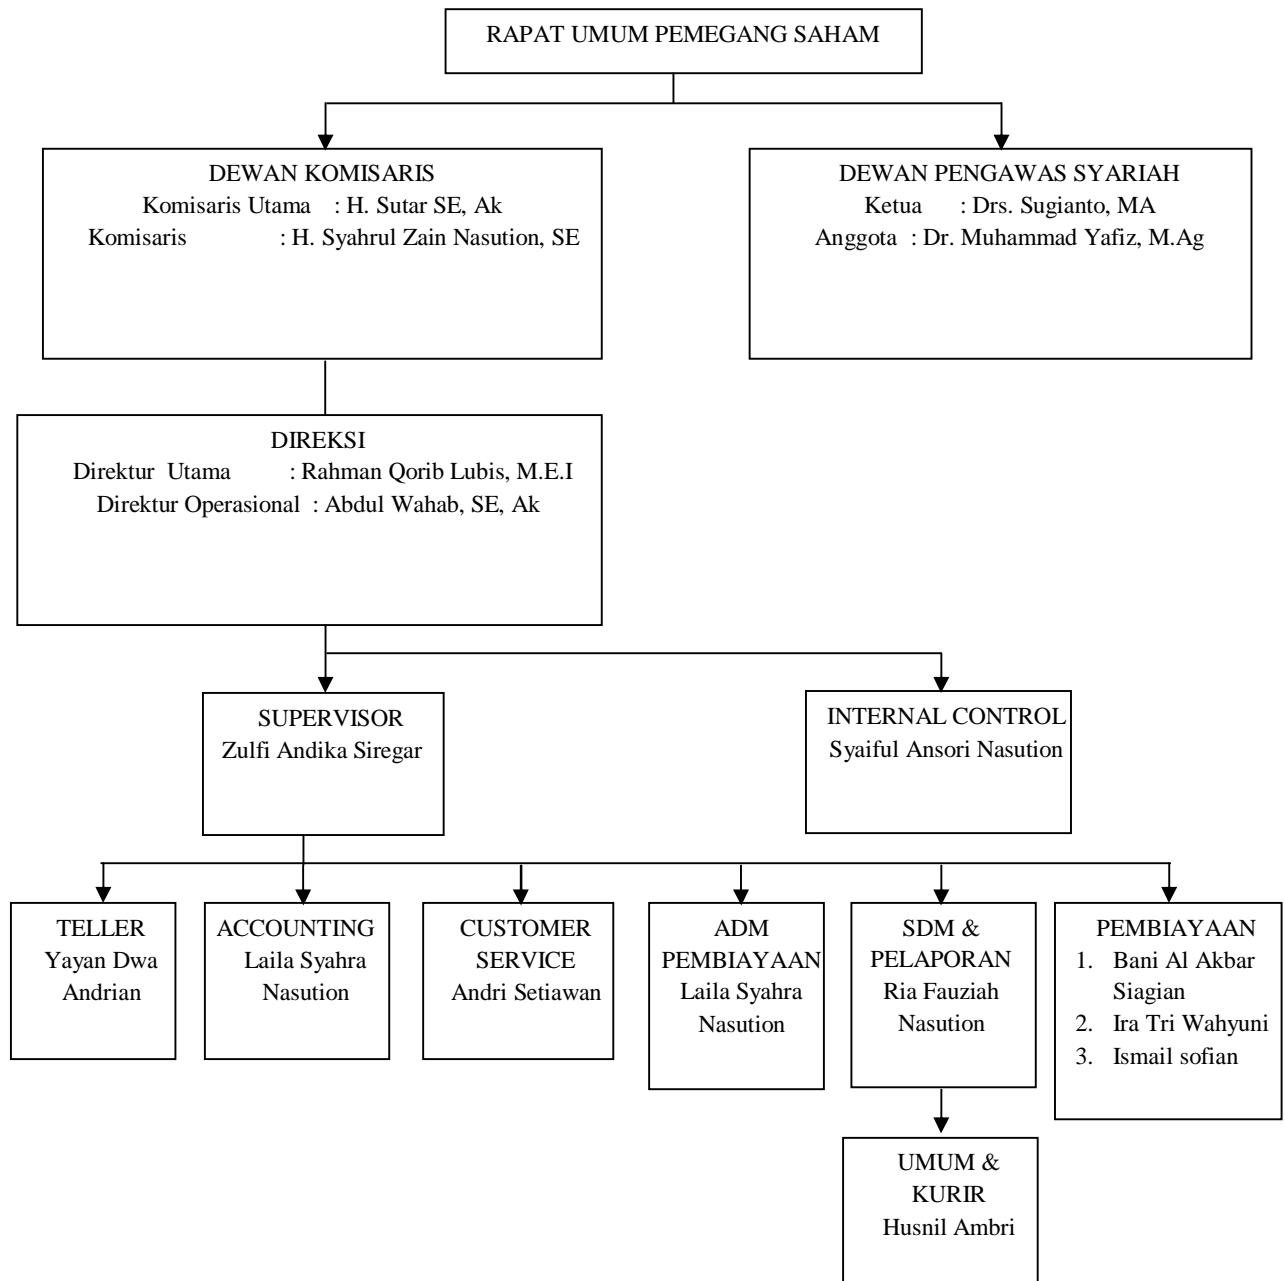 RAPAT UMUM PEMEGANG SAHAM
DEWAN KOMISARIS
Komisaris Utama : H. Sutar SE, Ak
Komisaris : H. Syahrul Zain Nasution, SE
DEWAN PENGAWAS SYARIAH
Ketua : Drs. Sugianto, MA
Anggota : Dr. Muhammad Yafiz, M.Ag
DIREKSI
Direktur Utama : Rahman Qorib Lubis, M.E.I
Direktur Operasional : Abdul Wahab, SE, Ak
SUPERVISOR
Zulfi Andika Siregar
INTERNAL CONTROL
Syaiful Ansori Nasution
TELLER
Yayan Dwa
Andrian
ACCOUNTING
Laila Syahra
Nasution
CUSTOMER
SERVICE
Andri Setiawan
ADM
PEMBIAYAAN
Laila Syahra
Nasution
SDM &
PELAPORAN
Ria Fauziah
Nasution
PEMBIAYAAN
1. Bani Al Akbar
Siagian
2. Ira Tri Wahyuni
3. Ismail sofian
UMUM &
KURIR
Husnil Ambri